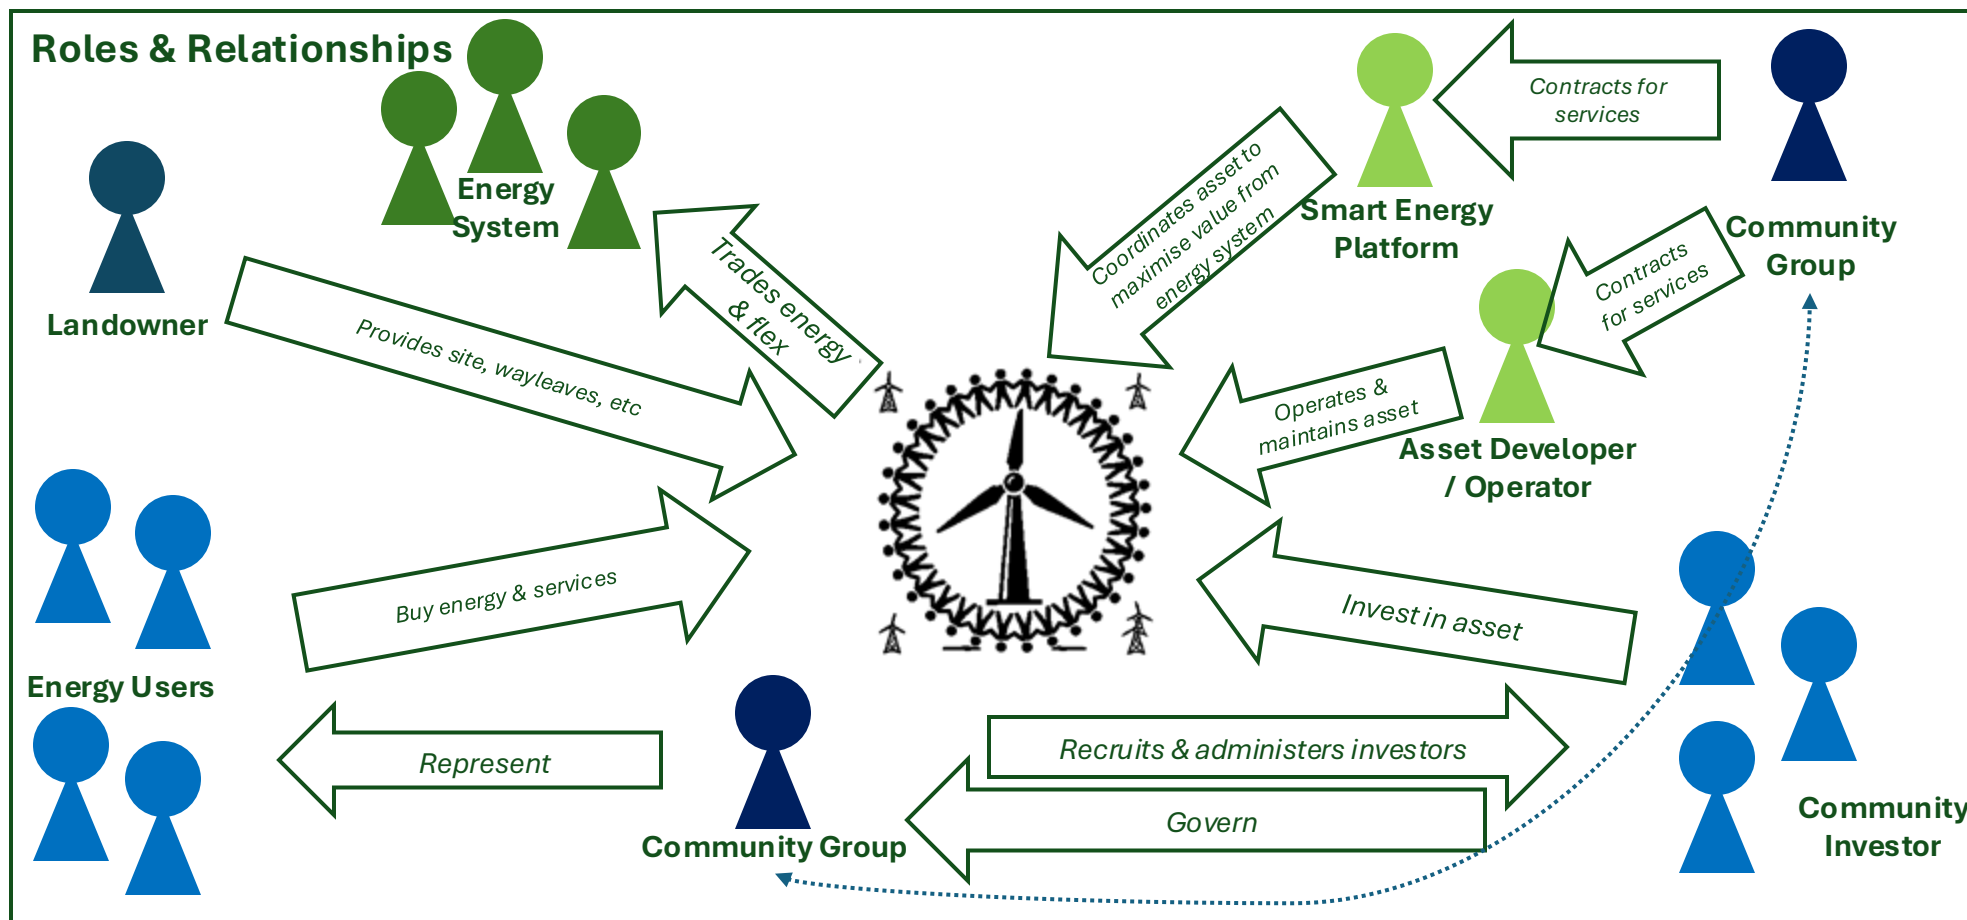 Roles & Relationships
Energy
System
Landowner
Smart Energy
Platform
Contracts for
services
Community
Group
Trades energy
& flex
Coordinates asset to
maximise value from
energy system
Contracts
for services
Provides site, wayleaves, etc
Operates &
maintains asset
Asset Developer
/ Operator
Buy energy & services
Invest in asset
Energy Users
Represent
Recruits & administers investors
Govern
Community Group
Community
Investor